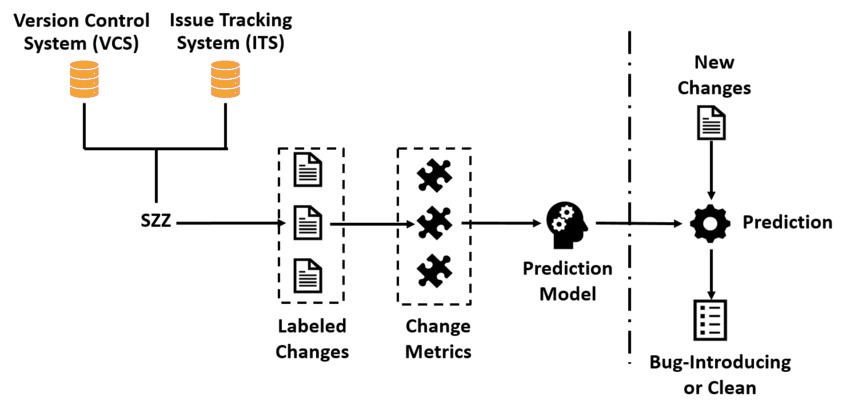 Version Control
System (VCS)
Issue Tracking
System (ITS)
New
Changes
SZZ
Prediction
Prediction
Model
Labeled
Changes
Change
Metrics
Bug-Introducing
or Clean